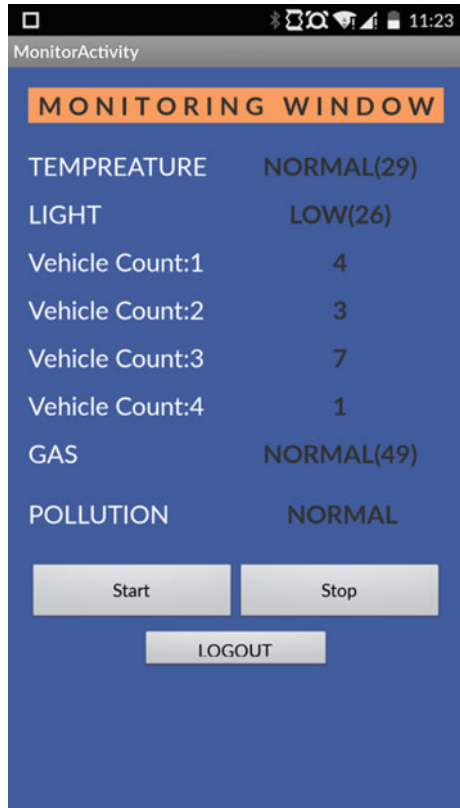 11:23
MonitorActivity
MONITORING WINDOW
TEMPREATURE NORMAL(29)
LIGHT LOW(26)
Vehicle Count:1 4
Vehicle Count:2 3
Vehicle Count:3 7
Vehicle Count:4 1
GAS NORMAL(49)
POLLUTION NORMAL
Start Stop
LOGOUT